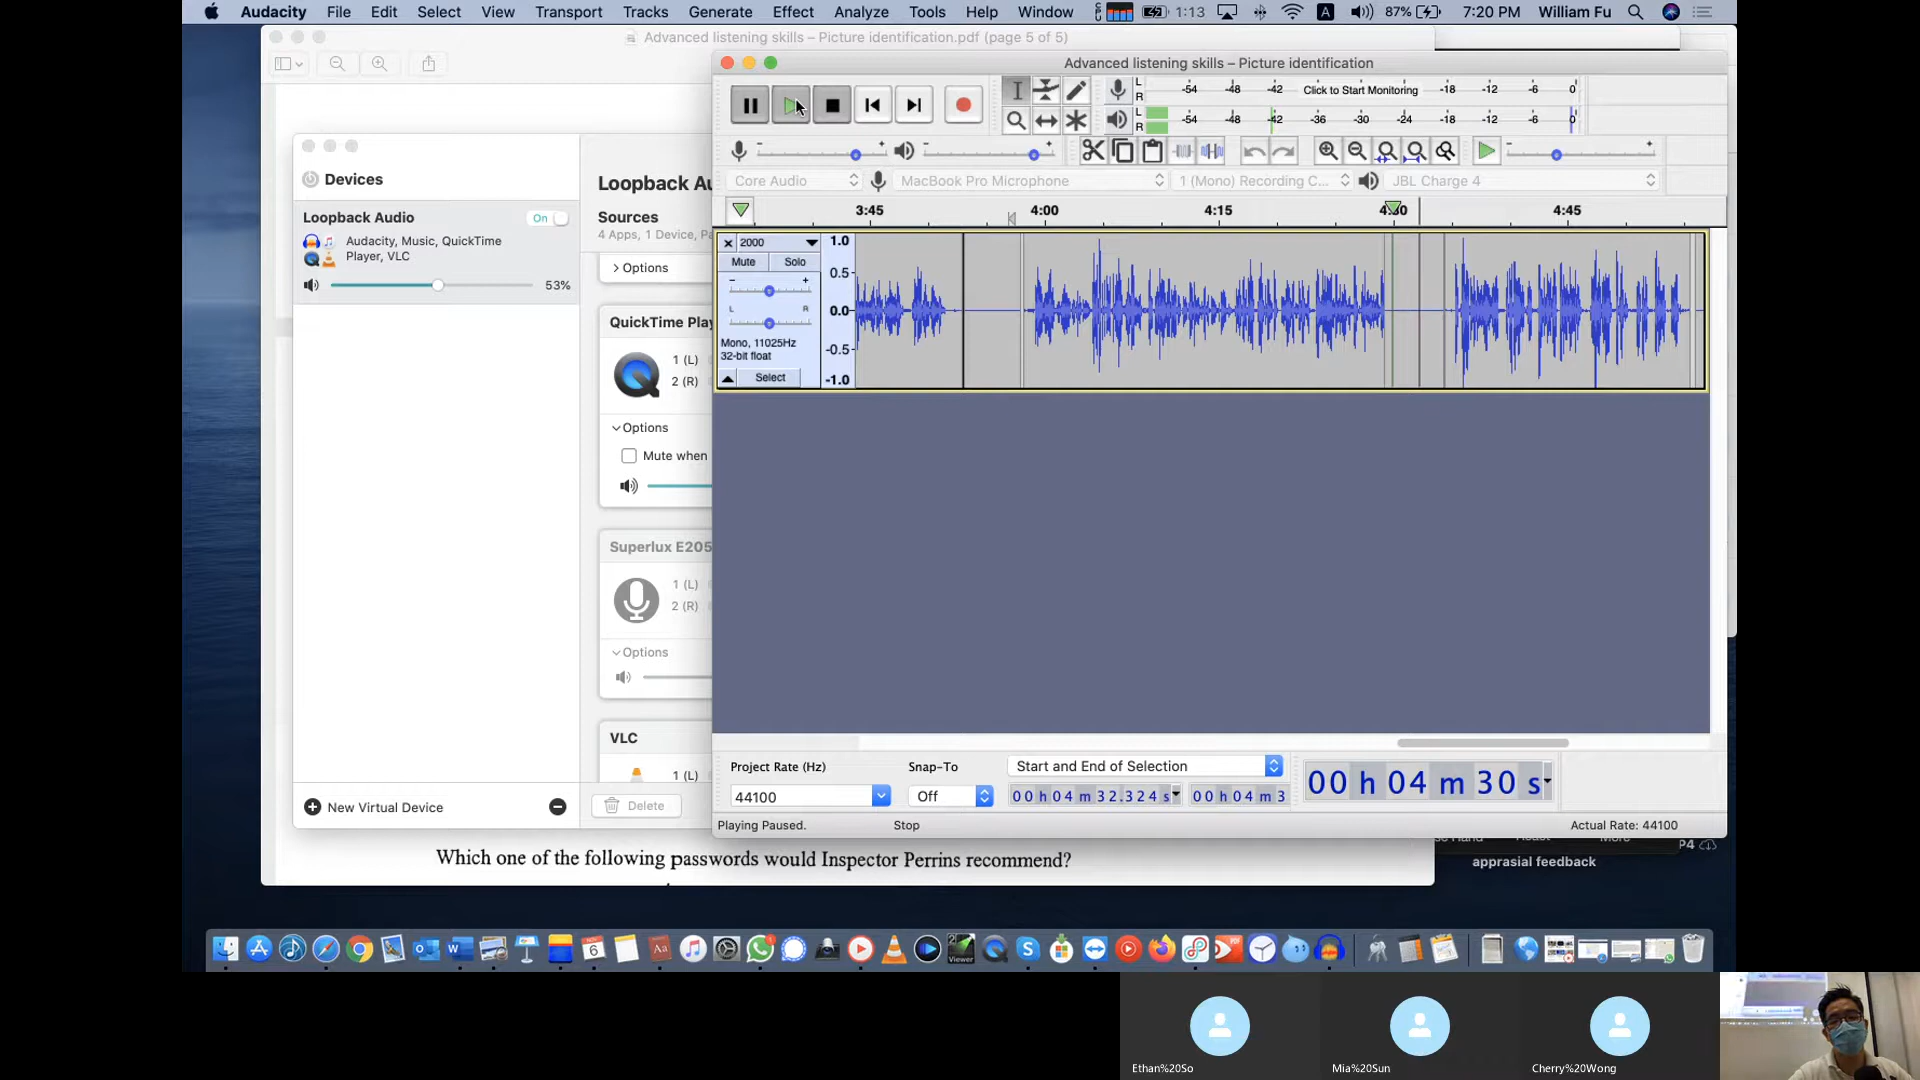 Audacity File Edit Select View Transport Tracks Generate Effect Analyze Tools Help Window 1:13 A 87% 7:20 PM William Fu
Advanced listening skills – Picture identification.pdf (page 5 of 5)
Advanced listening skills – Picture identification
L -54 -48 -42 Click to Start Monitoring -18 -12 -6 0
R
L -54 -48 -42 -36 -30 -24 -18 -12 -6 0
R
Core Audio MacBook Pro Microphone 1 (Mono) Recording C... JBL Charge 4
3:45 4:00 4:15 4:30 4:45
2000
Mute Solo
- +
L R
Mono, 11025Hz
32-bit float
Select
1.0
0.5
0.0
-0.5
-1.0
Devices
Loopback Audio On
Audacity, Music, QuickTime
Player, VLC
53%
New Virtual Device
Loopback Au
Sources
4 Apps, 1 Device, Pa
Options
QuickTime Play
1 (L)
2 (R)
Options
Mute when
Superlux E205
1 (L)
2 (R)
Options
VLC
1 (L)
Delete
Project Rate (Hz) Snap-To Start and End of Selection
44100 Off 00 h 04 m 32.324 s 00 h 04 m 3
00 h 04 m 30 s
Playing Paused. Stop Actual Rate: 44100
Which one of the following passwords would Inspector Perrins recommend?
P4
apprasial feedback
Ethan%20So Mia%20Sun Cherry%20Wong